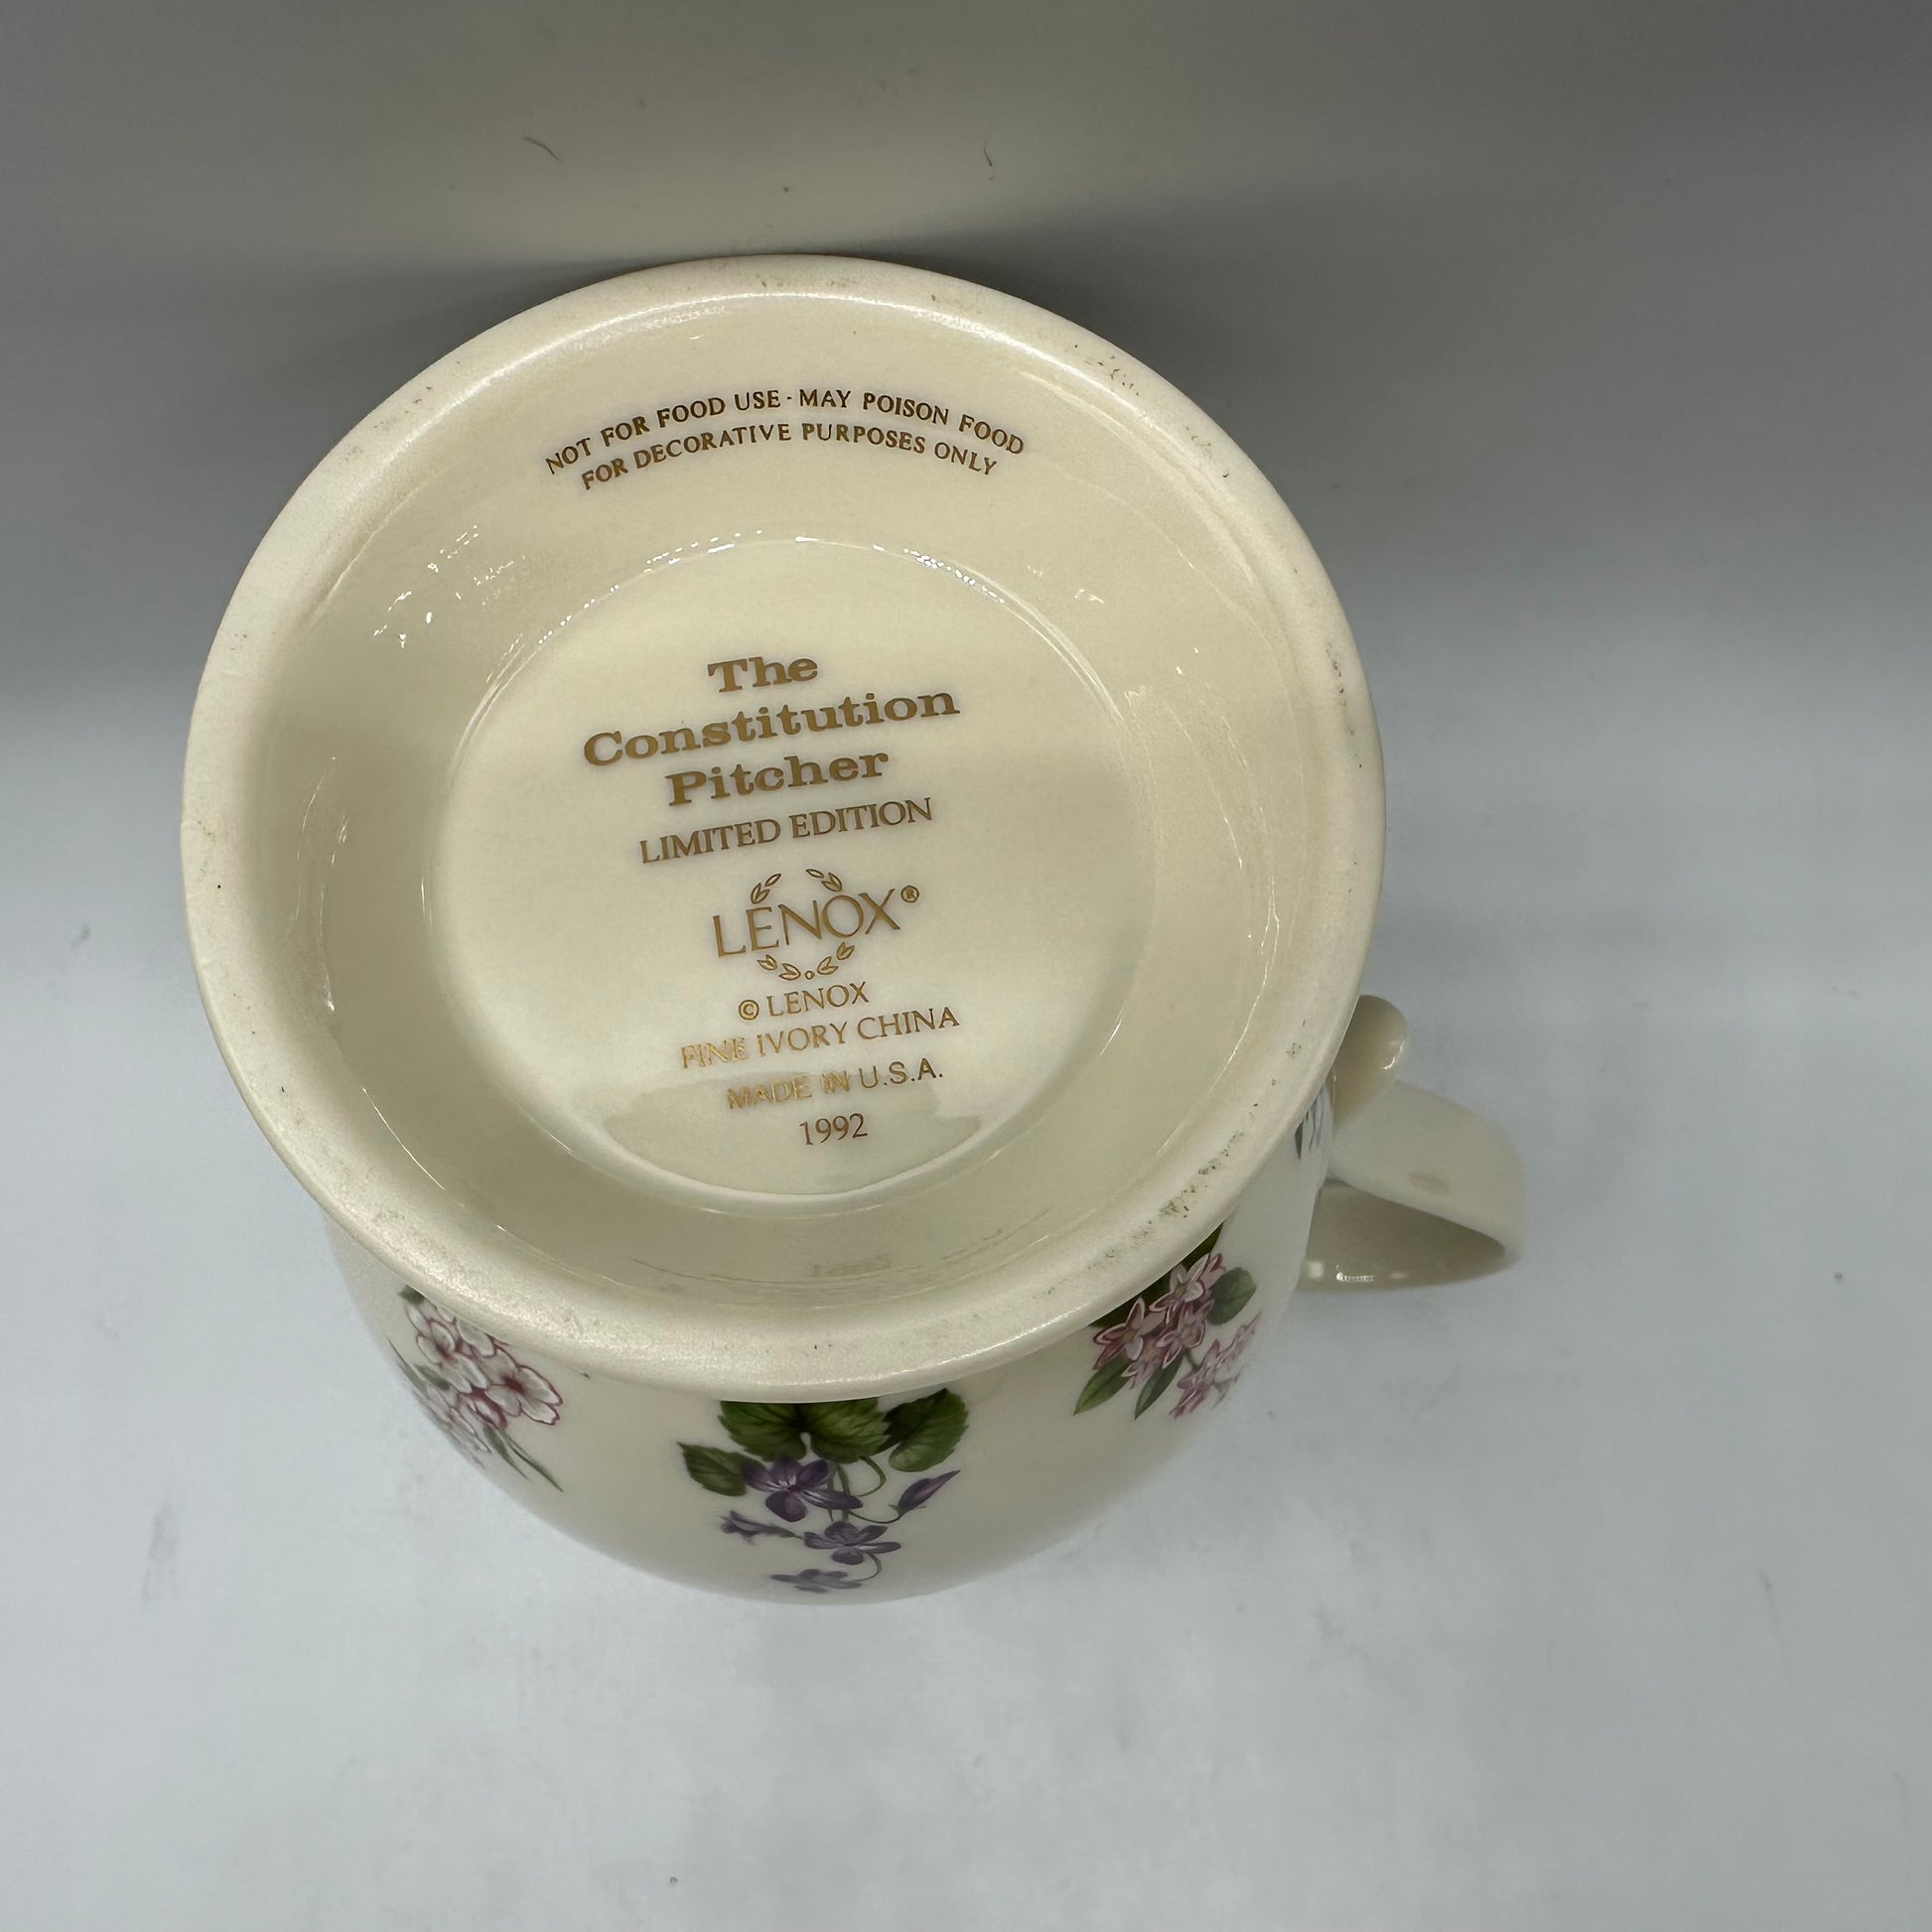 NOT FOR FOOD USE · MAY POISON FOOD
FOR DECORATIVE PURPOSES ONLY
The
Constitution
Pitcher
LIMITED EDITION
LENOX®
© LENOX
FINE IVORY CHINA
MADE IN U.S.A.
1992